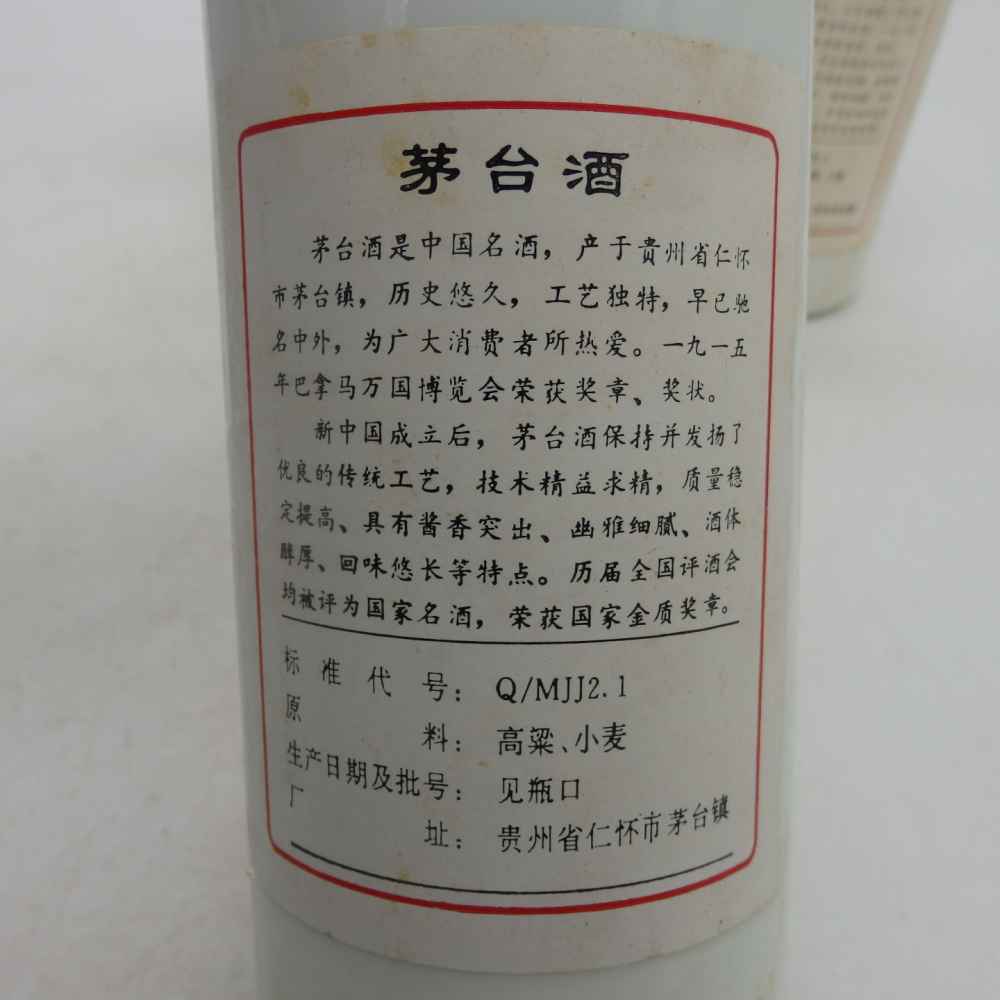 茅台酒
茅台酒是中国名酒，产于贵州省仁怀
市茅台镇，历史悠久，工艺独特，早已驰
名中外，为广大消费者所热爱。一九一五
年巴拿马万国博览会荣获奖章、奖状。
新中国成立后，茅台酒保持并发扬了
优良的传统工艺，技术精益求精，质量稳
定提高、具有酱香突出、幽雅细腻、酒体
醇厚、回味悠长等特点。历届全国评酒会
均被评为国家名酒，荣获国家金质奖章。
标准代号：Q/MJJ2.1
原料：高粱、小麦
生产日期及批号：见瓶口
厂址：贵州省仁怀市茅台镇